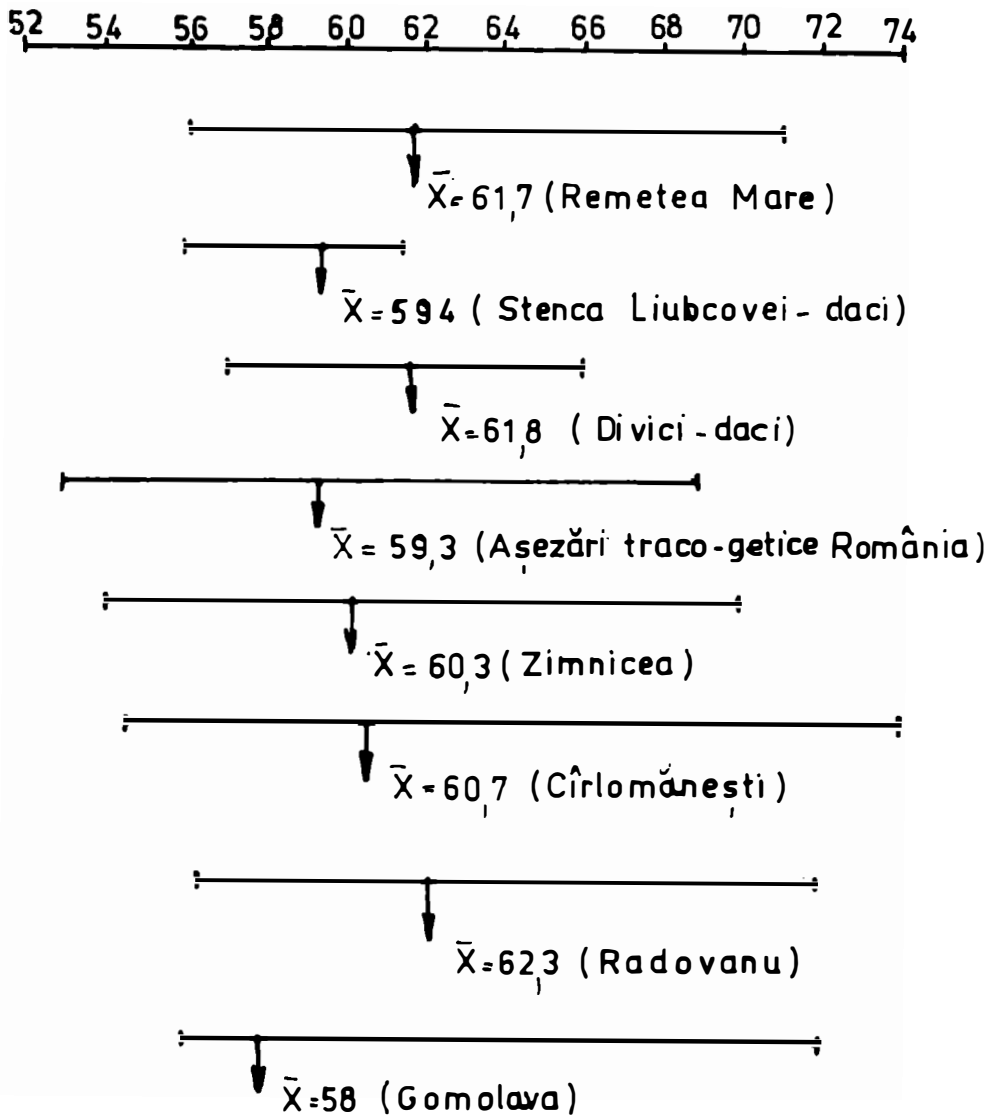 52 54 56 58 60 62 64 66 68 70 72 74
X̄=61,7 (Remetea Mare)
X̄=594 (Stenca Liubcovei-daci)
X̄=61,8 (Divici-daci)
X̄=59,3 (Așezări traco-getice România)
X̄=60,3 (Zimnicea)
X̄=60,7 (Cîrlomănești)
X̄=62,3 (Radovanu)
X̄=58 (Gomolava)